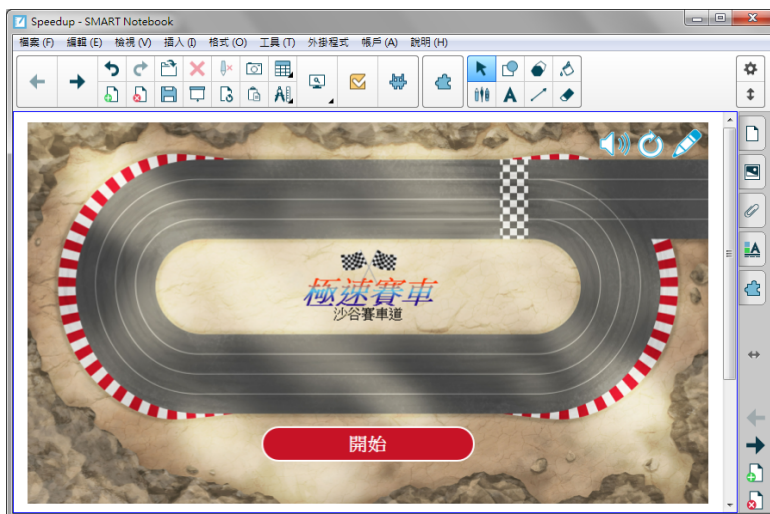 Speedup - SMART Notebook
檔案 (F) 編輯 (E) 檢視 (V) 插入 (I) 格式 (O) 工具 (T) 外掛程式 帳戶 (A) 說明 (H)
極速賽車
沙谷賽車道
開始